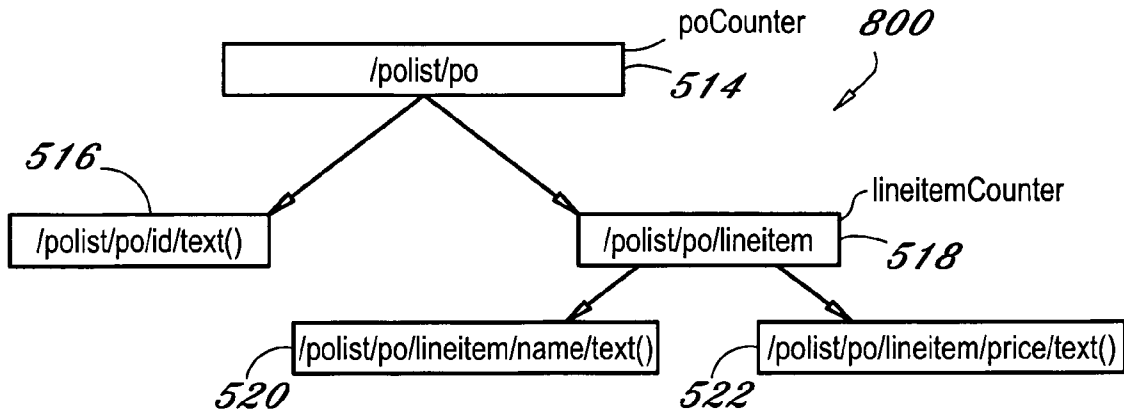 poCounter
800
/polist/po
514
516
lineitemCounter
/polist/po/id/text()
/polist/po/lineitem
518
/polist/po/lineitem/name/text()
/polist/po/lineitem/price/text()
520
522